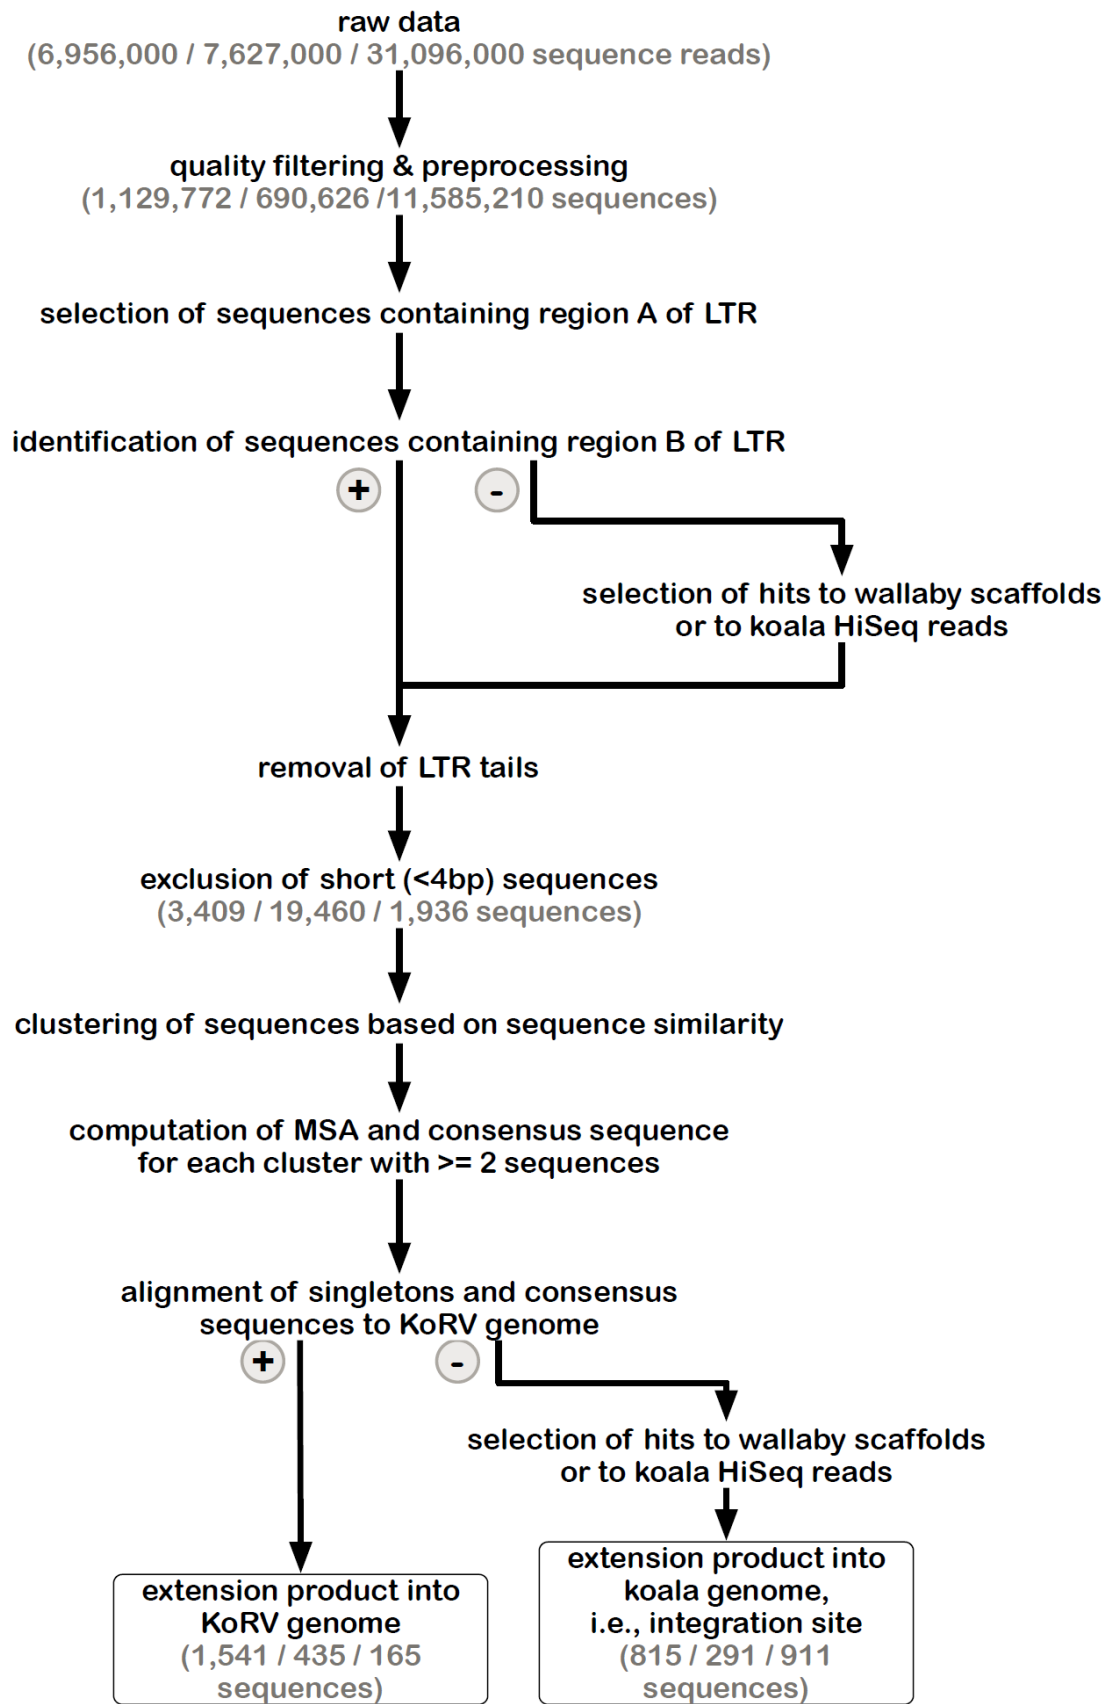 raw data
(6,956,000 / 7,627,000 / 31,096,000 sequence reads)
quality filtering & preprocessing
(1,129,772 / 690,626 /11,585,210 sequences)
selection of sequences containing region A of LTR
identification of sequences containing region B of LTR
+
-
selection of hits to wallaby scaffolds
or to koala HiSeq reads
removal of LTR tails
exclusion of short (<4bp) sequences
(3,409 / 19,460 / 1,936 sequences)
clustering of sequences based on sequence similarity
computation of MSA and consensus sequence
for each cluster with >= 2 sequences
alignment of singletons and consensus
sequences to KoRV genome
+
-
selection of hits to wallaby scaffolds
or to koala HiSeq reads
extension product into
KoRV genome
(1,541 / 435 / 165
sequences)
extension product into
koala genome,
i.e., integration site
(815 / 291 / 911
sequences)